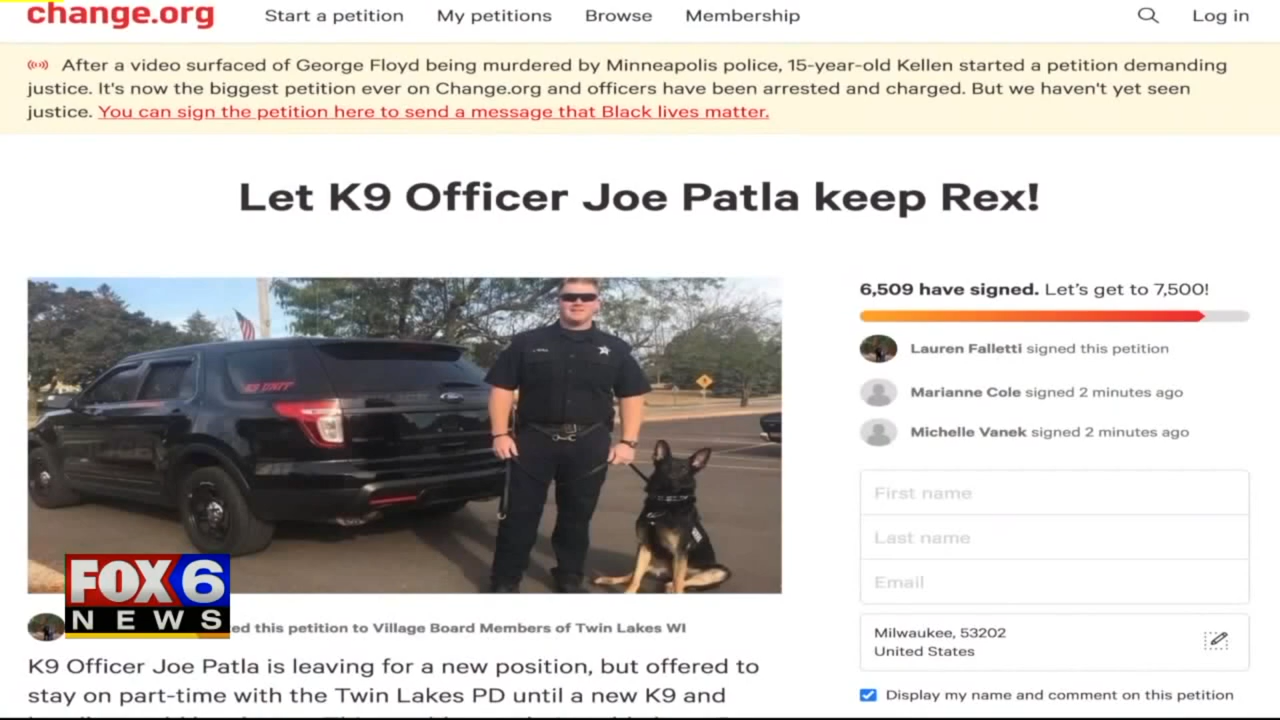 change.org
Start a petition
My petitions
Browse
Membership
Log in
After a video surfaced of George Floyd being murdered by Minneapolis police, 15-year-old Kellen started a petition demanding
justice. It's now the biggest petition ever on Change.org and officers have been arrested and charged. But we haven't yet seen
justice. You can sign the petition here to send a message that Black lives matter.
Let K9 Officer Joe Patla keep Rex!
K9 UNIT
6,509 have signed. Let's get to 7,500!
Lauren Falletti signed this petition
Marianne Cole signed 2 minutes ago
Michelle Vanek signed 2 minutes ago
First name
Last name
Email
Milwaukee, 53202
United States
Display my name and comment on this petition
FOX 6
NEWS
ed this petition to Village Board Members of Twin Lakes WI
K9 Officer Joe Patla is leaving for a new position, but offered to
stay on part-time with the Twin Lakes PD until a new K9 and